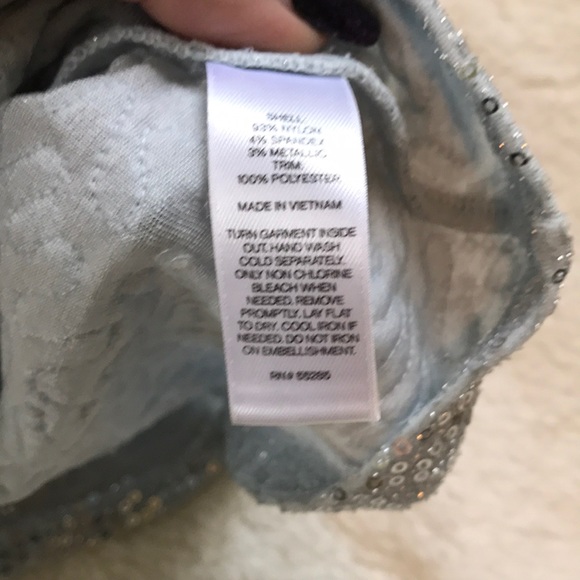 SHELL
93% NYLON
4% SPANDEX
3% METALLIC
TRIM:
100% POLYESTER
MADE IN VIETNAM
TURN GARMENT INSIDE
OUT. HAND WASH
COLD SEPARATELY.
ONLY NON CHLORINE
BLEACH WHEN
NEEDED. REMOVE
PROMPTLY. LAY FLAT
TO DRY. COOL IRON IF
NEEDED. DO NOT IRON
ON EMBELLISHMENT.
RN# 55285